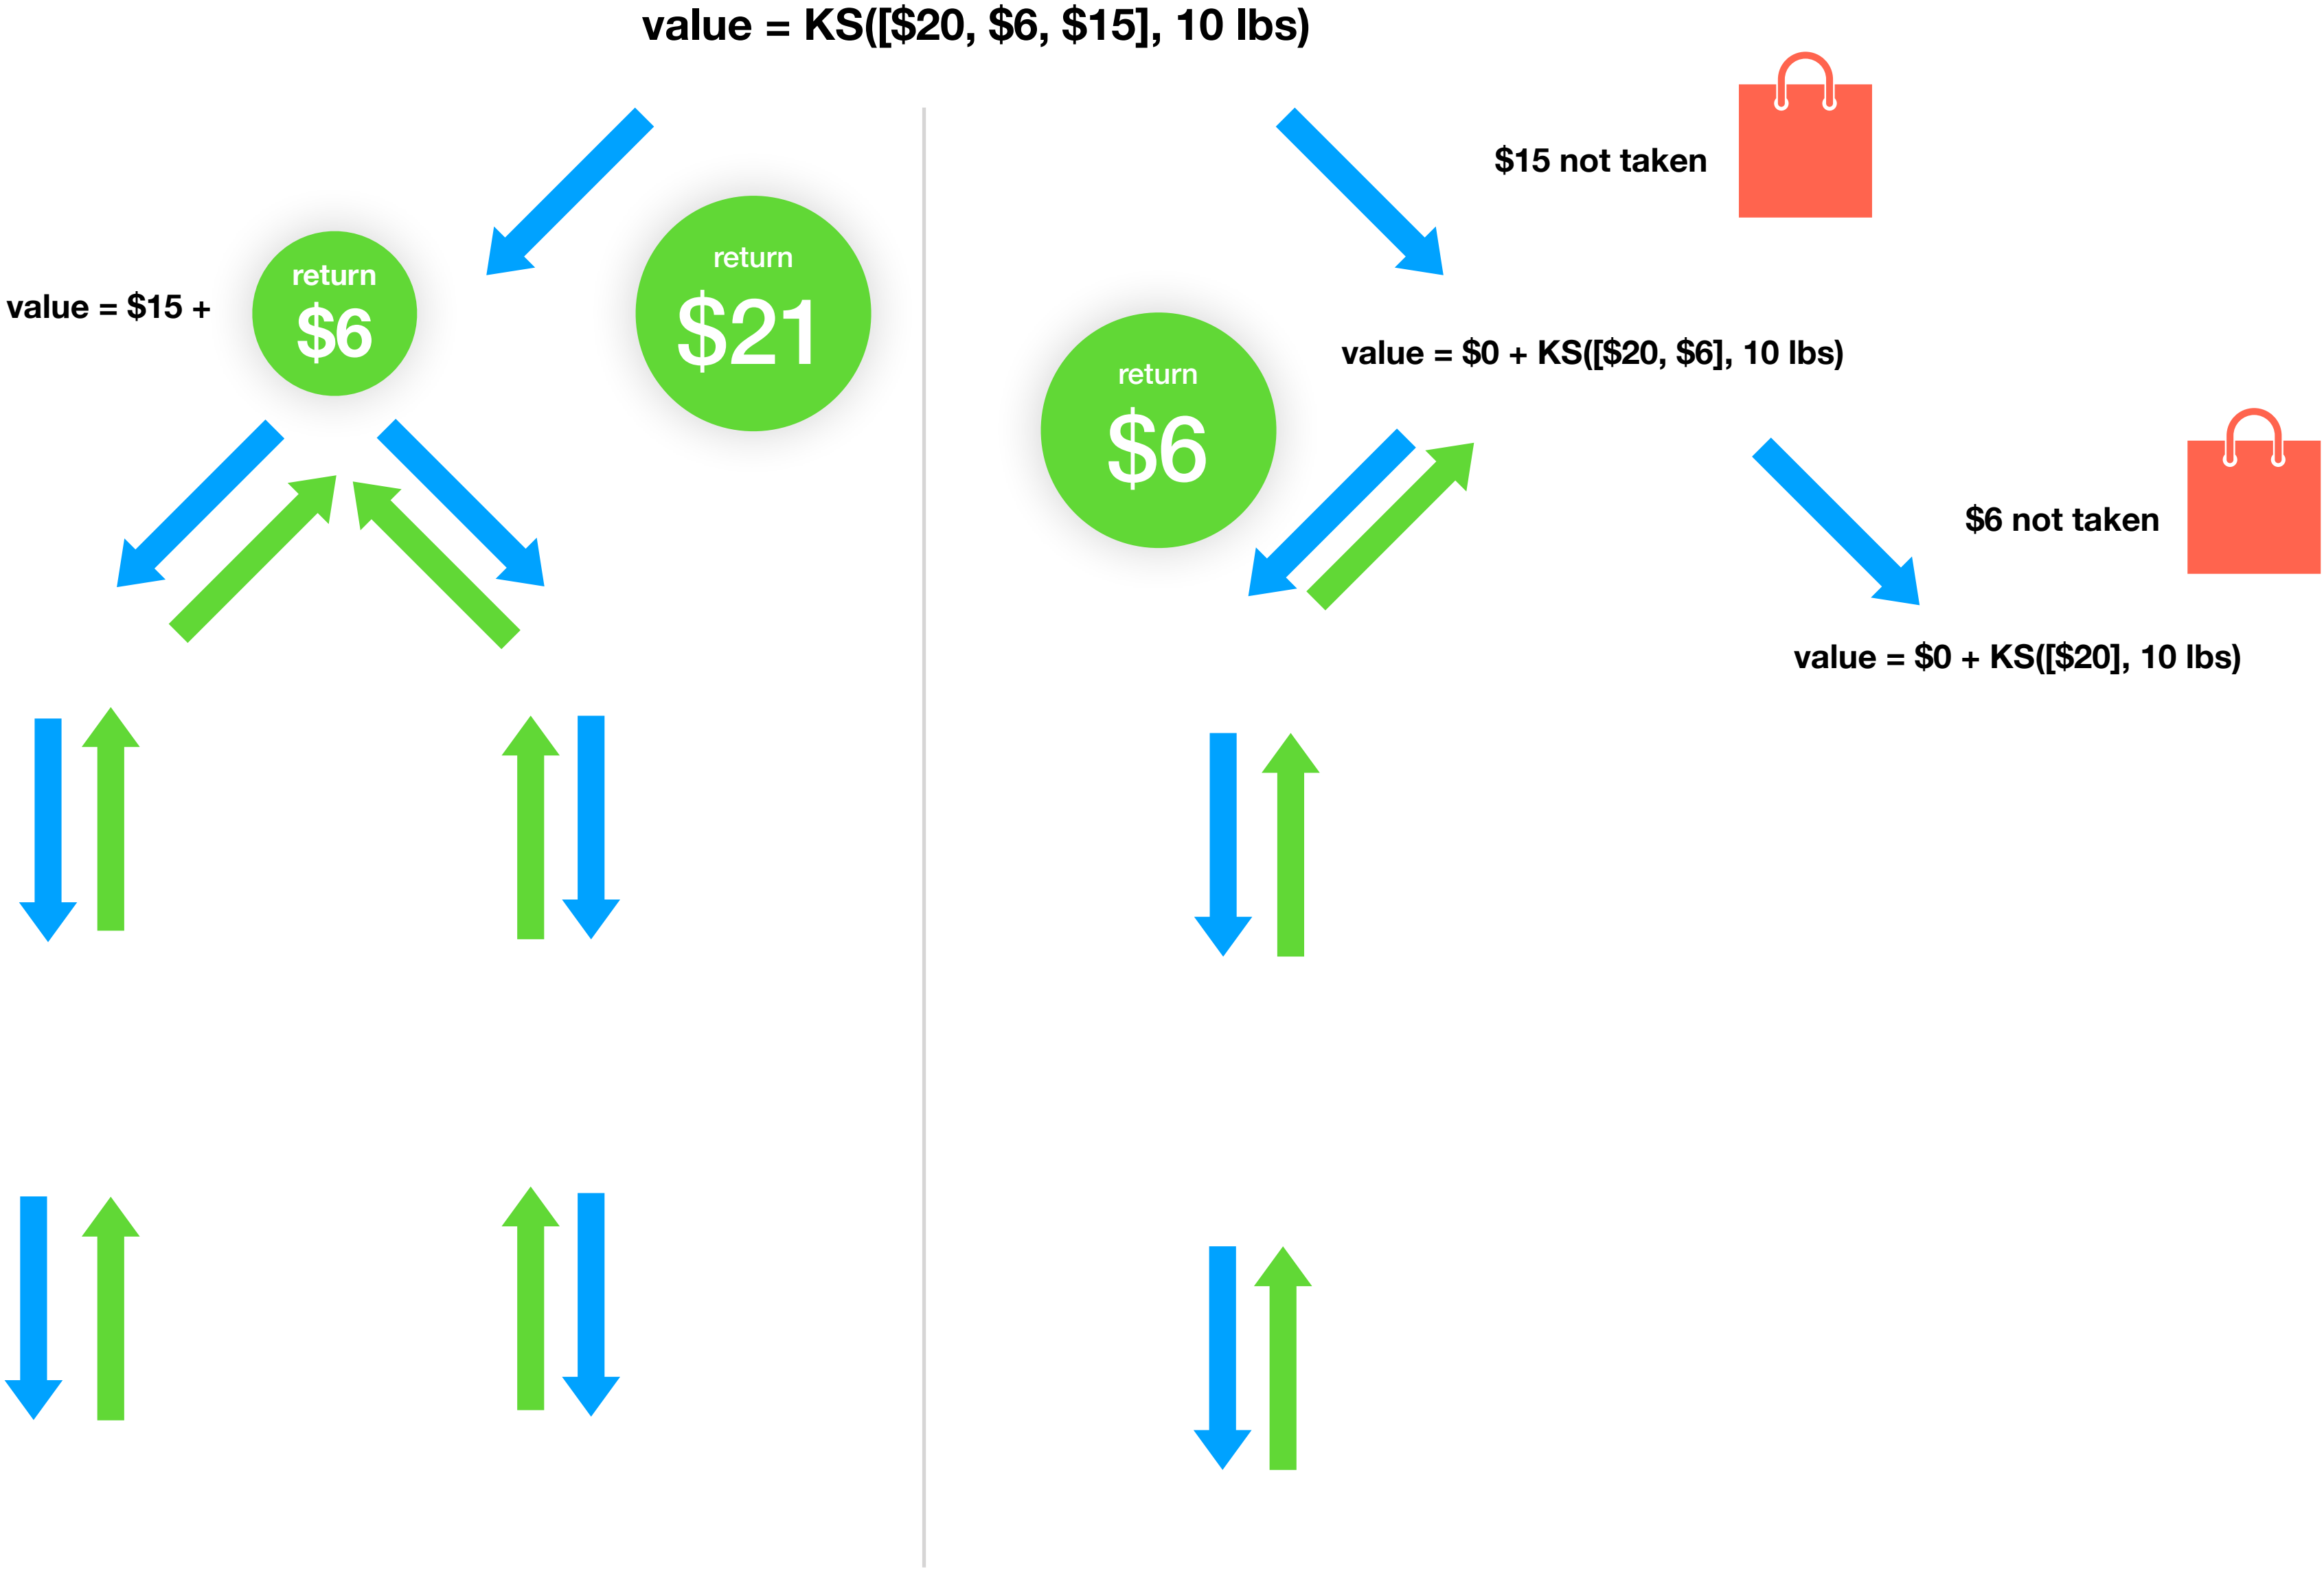 value = KS([$20, $6, $15], 10 lbs)
$15 not taken
return
$21
return
$6
value = $15 +
value = $0 + KS([$20, $6], 10 lbs)
return
$6
$6 not taken
value = $0 + KS([$20], 10 lbs)